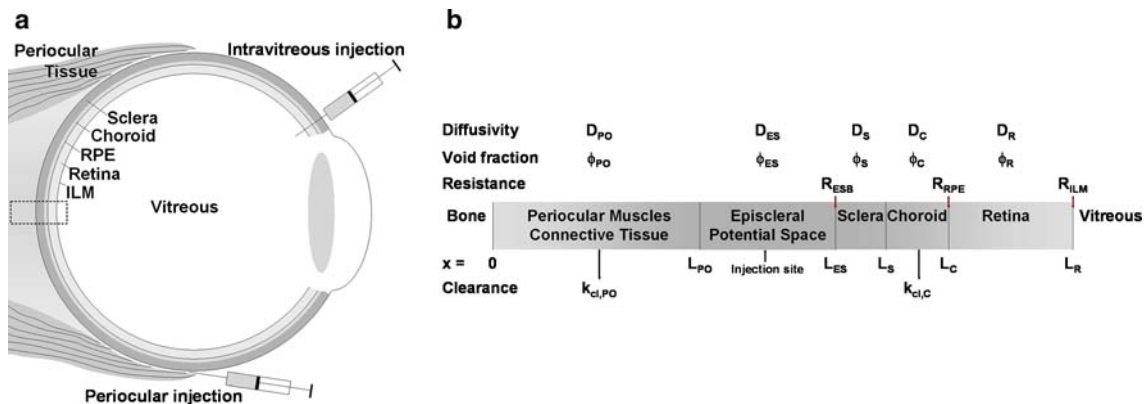 a
Periocular
Tissue
Intravitreous injection
Sclera
Choroid
RPE
Retina
ILM
Vitreous
Periocular injection
b
Diffusivity D_PO D_ES D_S D_C D_R
Void fraction ϕ_PO ϕ_ES ϕ_S ϕ_C ϕ_R
Resistance R_ESB R_RPE R_ILM
Bone Periocular Muscles Connective Tissue Episcleral Potential Space Sclera Choroid Retina Vitreous
x = 0 L_PO Injection site L_ES L_S L_C L_R
Clearance k_cl,PO k_cl,C